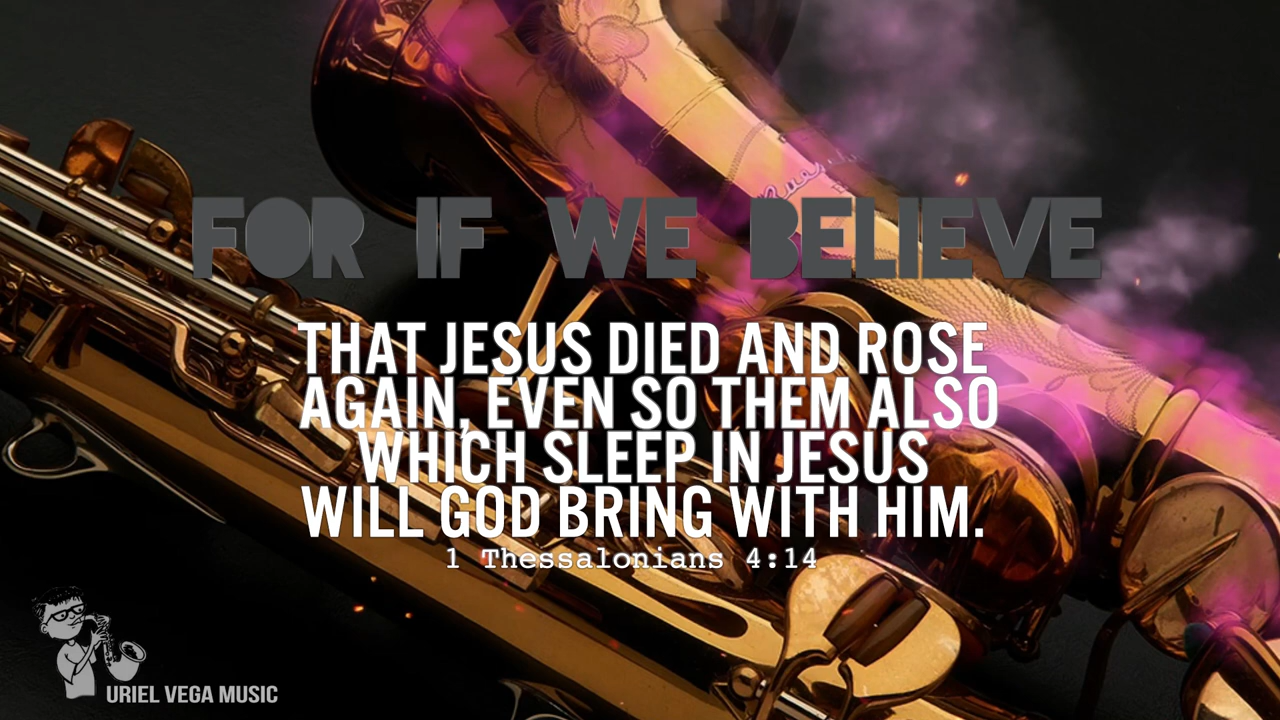 FOR IF WE BELIEVE
THAT JESUS DIED AND ROSE
AGAIN, EVEN SO THEM ALSO
WHICH SLEEP IN JESUS
WILL GOD BRING WITH HIM.
1 Thessalonians 4:14
URIEL VEGA MUSIC